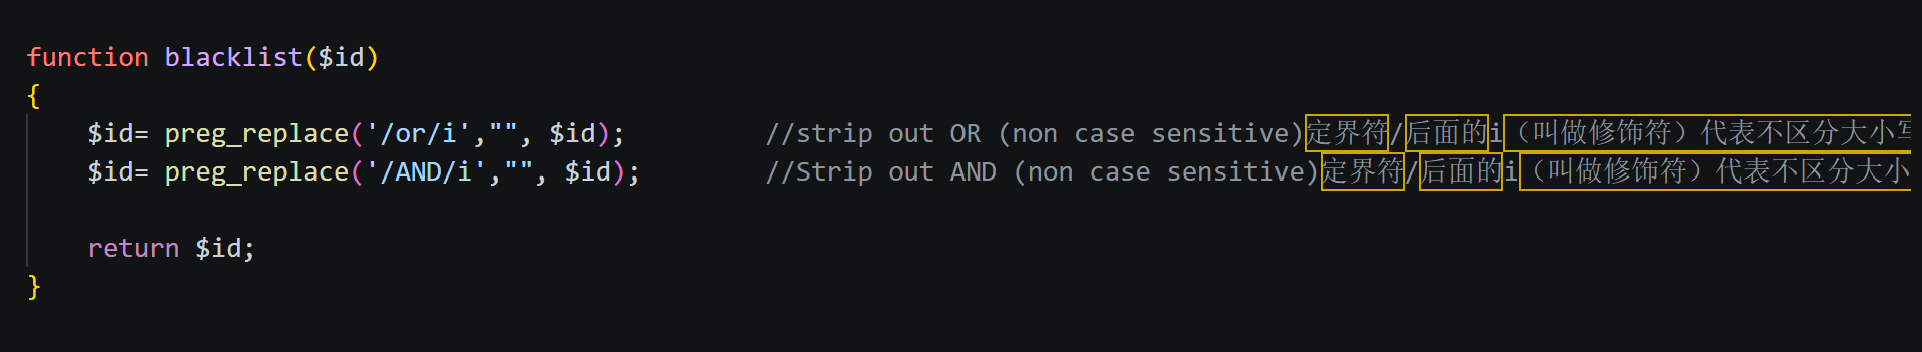 function blacklist($id)
{
    $id= preg_replace('/or/i',"", $id);         //strip out OR (non case sensitive)定界符/后面的i（叫做修饰符）代表不区分大小写
    $id= preg_replace('/AND/i',"", $id);        //Strip out AND (non case sensitive)定界符/后面的i（叫做修饰符）代表不区分大小
    return $id;
}